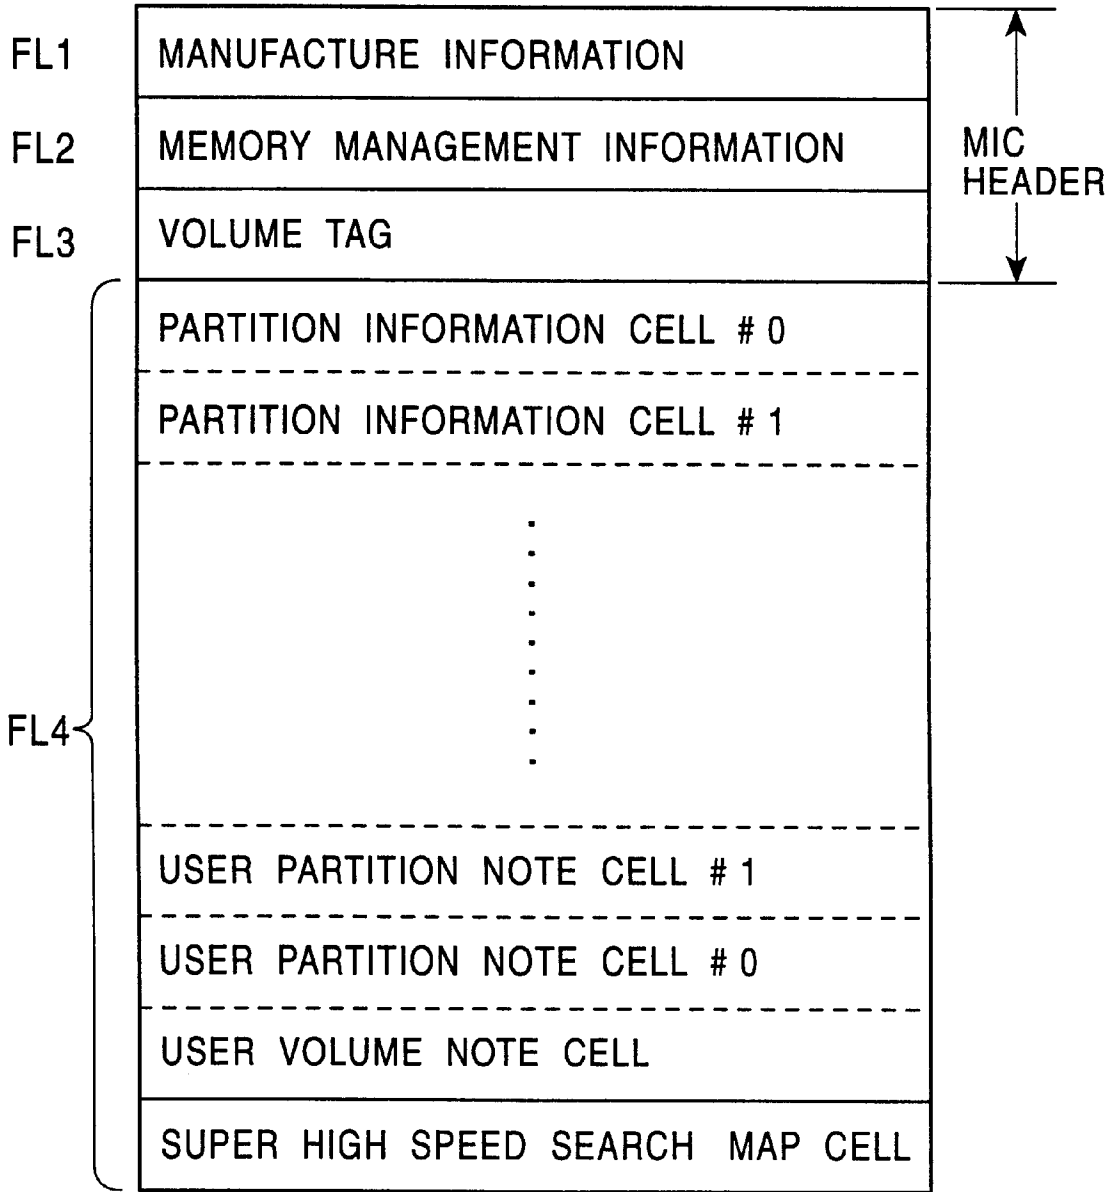 FL1 MANUFACTURE INFORMATION
FL2 MEMORY MANAGEMENT INFORMATION
MIC
HEADER
FL3 VOLUME TAG
PARTITION INFORMATION CELL # 0
PARTITION INFORMATION CELL # 1
FL4
USER PARTITION NOTE CELL # 1
USER PARTITION NOTE CELL # 0
USER VOLUME NOTE CELL
SUPER HIGH SPEED SEARCH MAP CELL